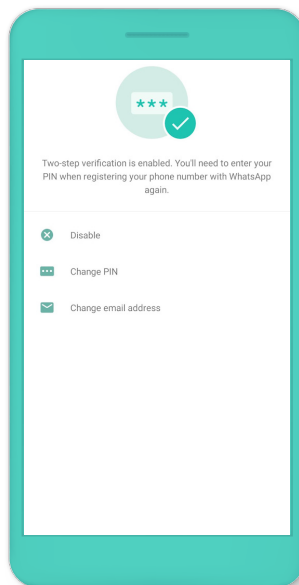 ***
Two-step verification is enabled. You'll need to enter your
PIN when registering your phone number with WhatsApp
again.
Disable
Change PIN
Change email address